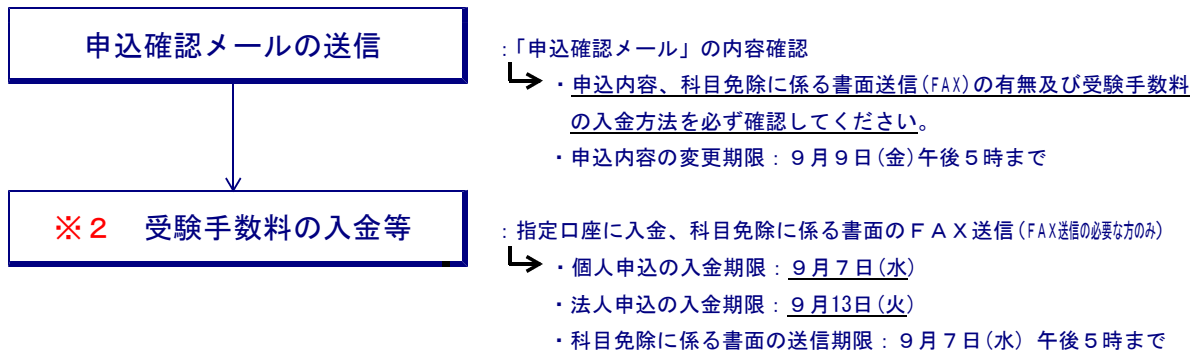 申込確認メールの送信
：「申込確認メール」の内容確認
・申込内容、科目免除に係る書面送信(FAX)の有無及び受験手数料
の入金方法を必ず確認してください。
・申込内容の変更期限：９月９日(金)午後５時まで
※２　受験手数料の入金等
：指定口座に入金、科目免除に係る書面のＦＡＸ送信(FAX送信の必要な方のみ)
・個人申込の入金期限：９月７日(水)
・法人申込の入金期限：９月13日(火)
・科目免除に係る書面の送信期限：９月７日(水) 午後５時まで